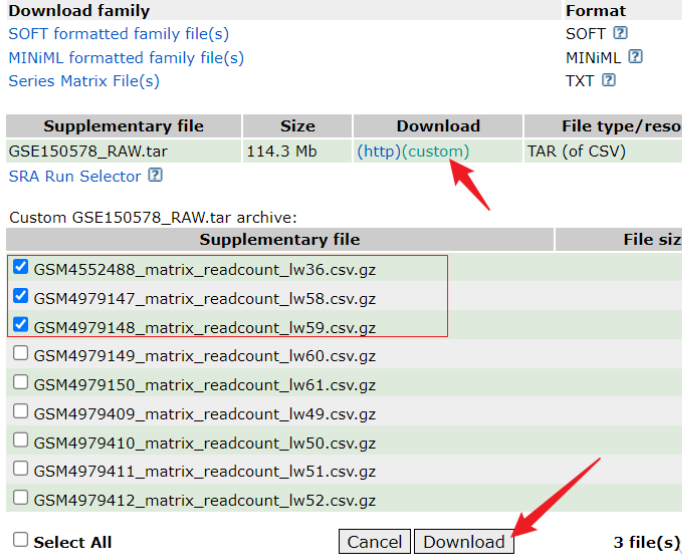 Download family Format
SOFT formatted family file(s) SOFT ?
MINiML formatted family file(s) MINiML ?
Series Matrix File(s) TXT ?
Supplementary file Size Download File type/reso
GSE150578_RAW.tar 114.3 Mb (http)(custom) TAR (of CSV)
SRA Run Selector ?
Custom GSE150578_RAW.tar archive:
Supplementary file File siz
GSM4552488_matrix_readcount_lw36.csv.gz
GSM4979147_matrix_readcount_lw58.csv.gz
GSM4979148_matrix_readcount_lw59.csv.gz
GSM4979149_matrix_readcount_lw60.csv.gz
GSM4979150_matrix_readcount_lw61.csv.gz
GSM4979409_matrix_readcount_lw49.csv.gz
GSM4979410_matrix_readcount_lw50.csv.gz
GSM4979411_matrix_readcount_lw51.csv.gz
GSM4979412_matrix_readcount_lw52.csv.gz
Select All Cancel Download 3 file(s)